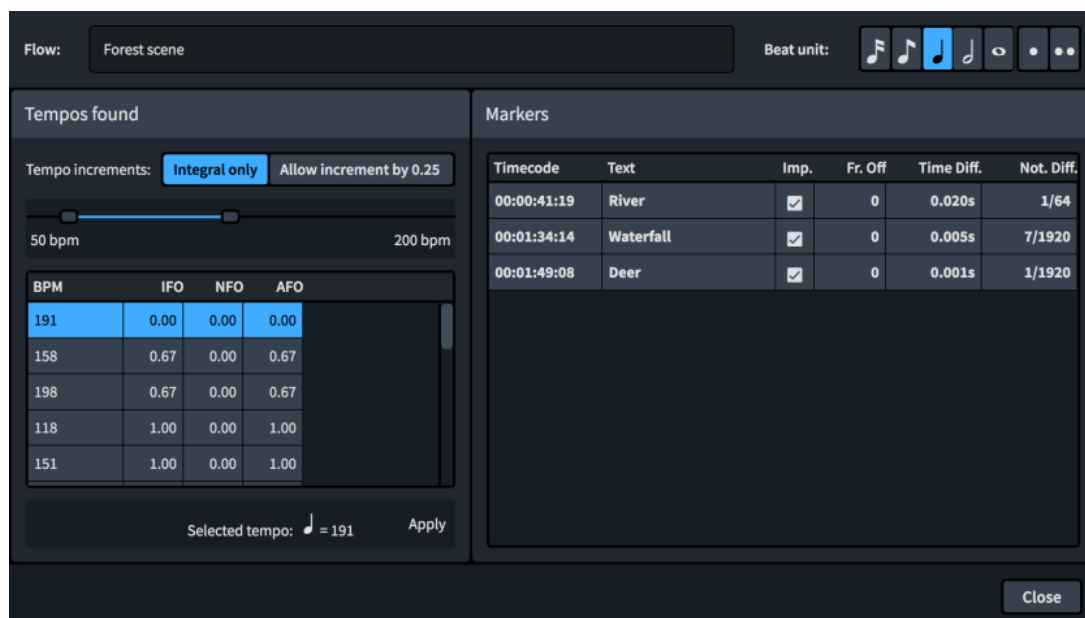 Flow: Forest scene Beat unit:
Tempos found
Tempo increments: Integral only Allow increment by 0.25
50 bpm 200 bpm
BPM IFO NFO AFO
191 0.00 0.00 0.00
158 0.67 0.00 0.67
198 0.67 0.00 0.67
118 1.00 0.00 1.00
151 1.00 0.00 1.00
Selected tempo: ♩ = 191 Apply
Markers
Timecode Text Imp. Fr. Off Time Diff. Not. Diff.
00:00:41:19 River 0 0.020s 1/64
00:01:34:14 Waterfall 0 0.005s 7/1920
00:01:49:08 Deer 0 0.001s 1/1920
Close